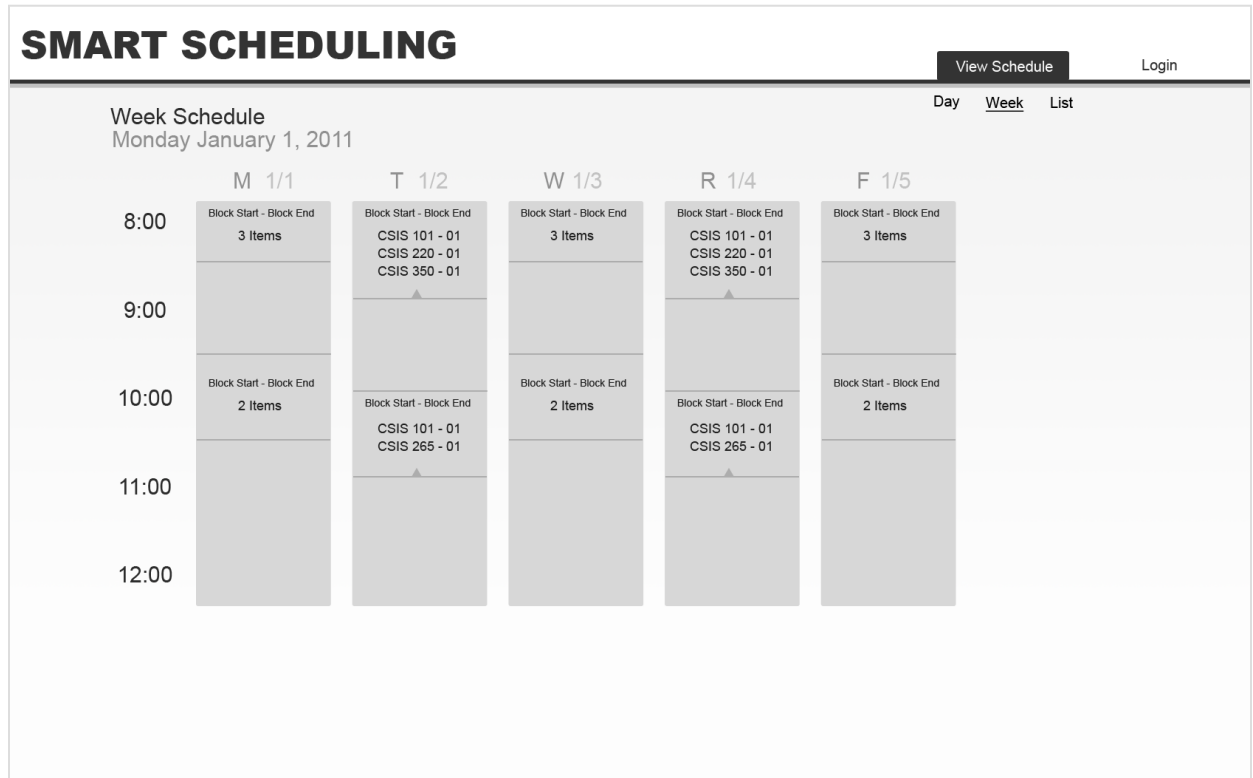 SMART SCHEDULING
View Schedule
Login
Day Week List
Week Schedule
Monday January 1, 2011
M 1/1 T 1/2 W 1/3 R 1/4 F 1/5
8:00
Block Start - Block End
3 Items
Block Start - Block End
CSIS 101 - 01
CSIS 220 - 01
CSIS 350 - 01
Block Start - Block End
3 Items
Block Start - Block End
CSIS 101 - 01
CSIS 220 - 01
CSIS 350 - 01
Block Start - Block End
3 Items
9:00
10:00
Block Start - Block End
2 Items
Block Start - Block End
CSIS 101 - 01
CSIS 265 - 01
Block Start - Block End
2 Items
Block Start - Block End
CSIS 101 - 01
CSIS 265 - 01
Block Start - Block End
2 Items
11:00
12:00